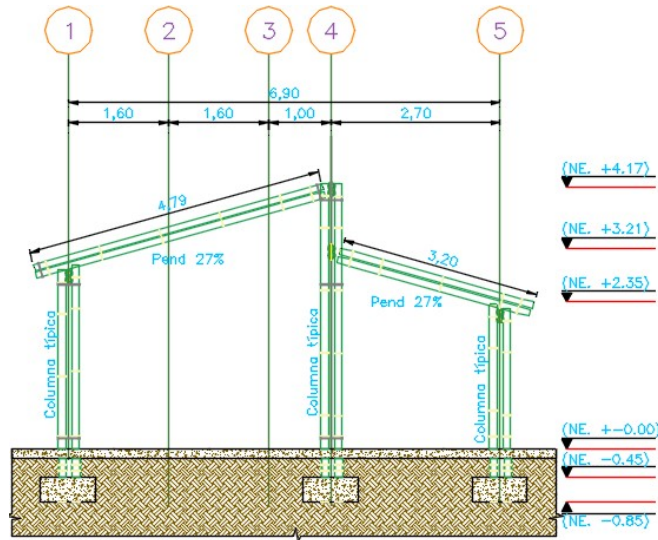 1 2 3 4 5
6,90
1,60 1,60 1,00 2,70
(NE. +4.17)
4,79
(NE. +3.21)
3,20
Pend 27%
(NE. +2.35)
Pend 27%
Columna típica
Columna típica
Columna típica
(NE. +-0.00)
(NE. -0.45)
(NE. -0.85)